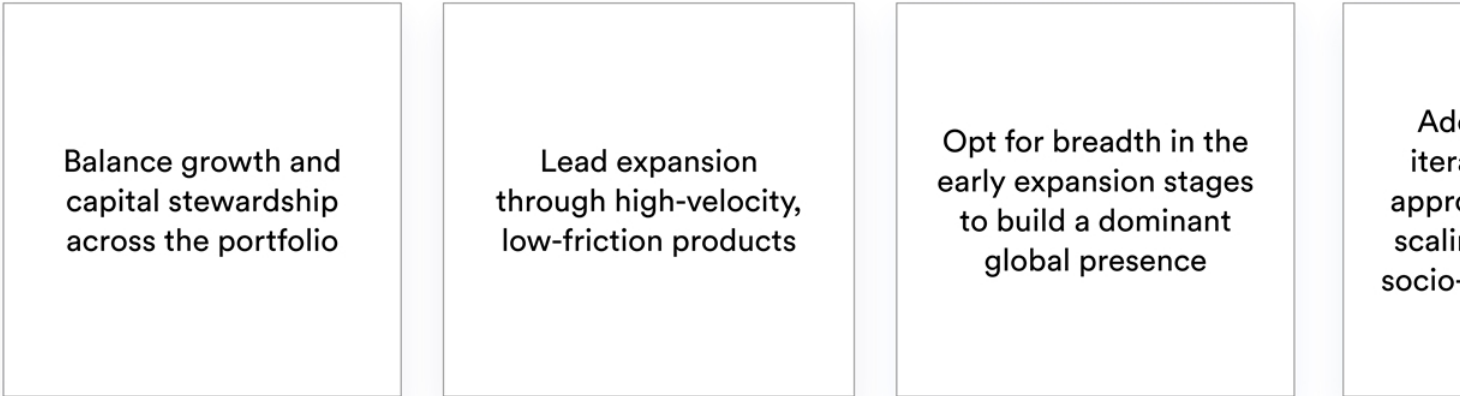 Balance growth and
capital stewardship
across the portfolio
Lead expansion
through high-velocity,
low-friction products
Opt for breadth in the
early expansion stages
to build a dominant
global presence